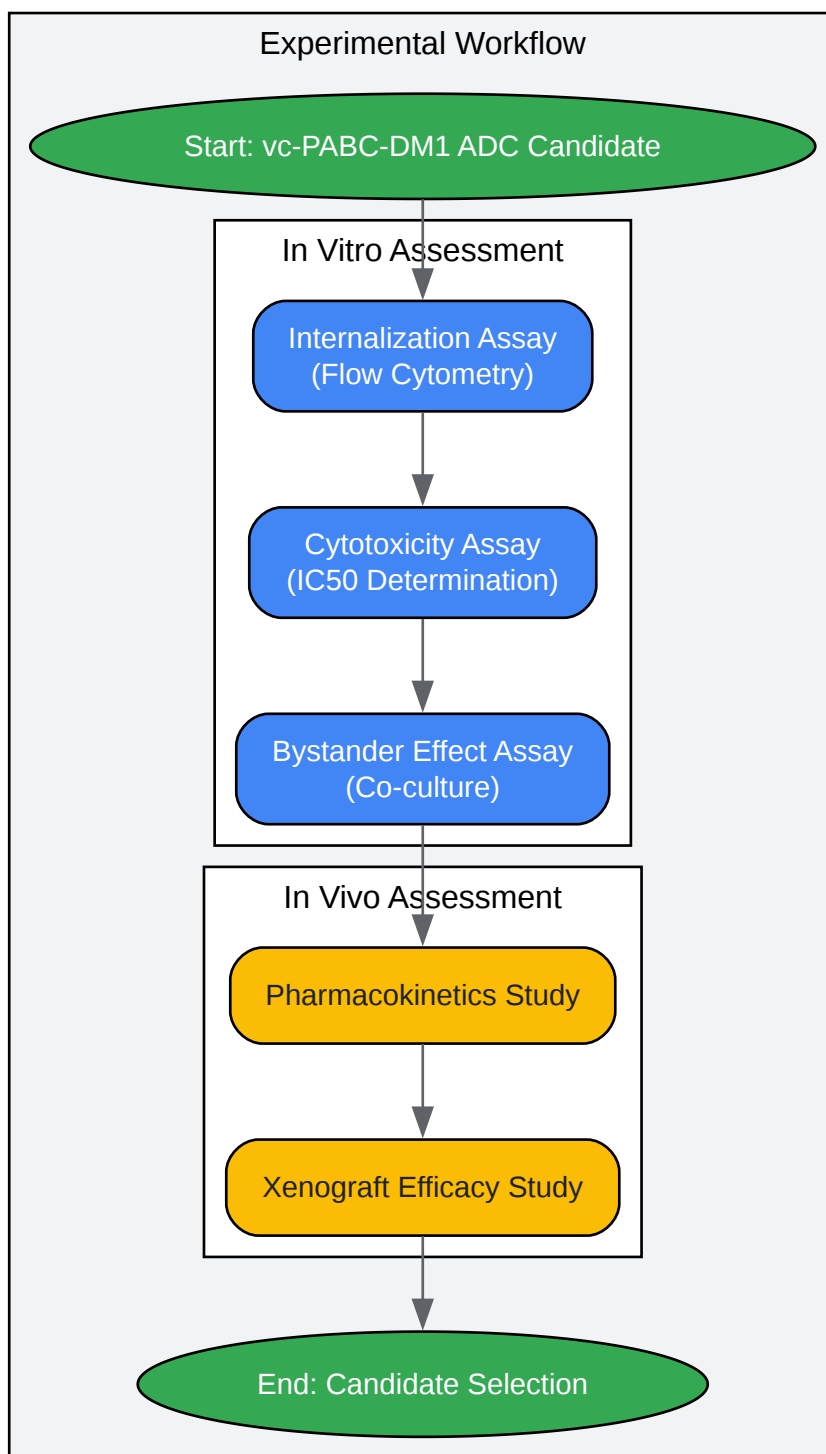 Experimental Workflow
Start: vc-PABC-DM1 ADC Candidate
In Vitro Assessment
Internalization Assay
(Flow Cytometry)
Cytotoxicity Assay
(IC50 Determination)
Bystander Effect Assay
(Co-culture)
In Vivo Assessment
Pharmacokinetics Study
Xenograft Efficacy Study
End: Candidate Selection